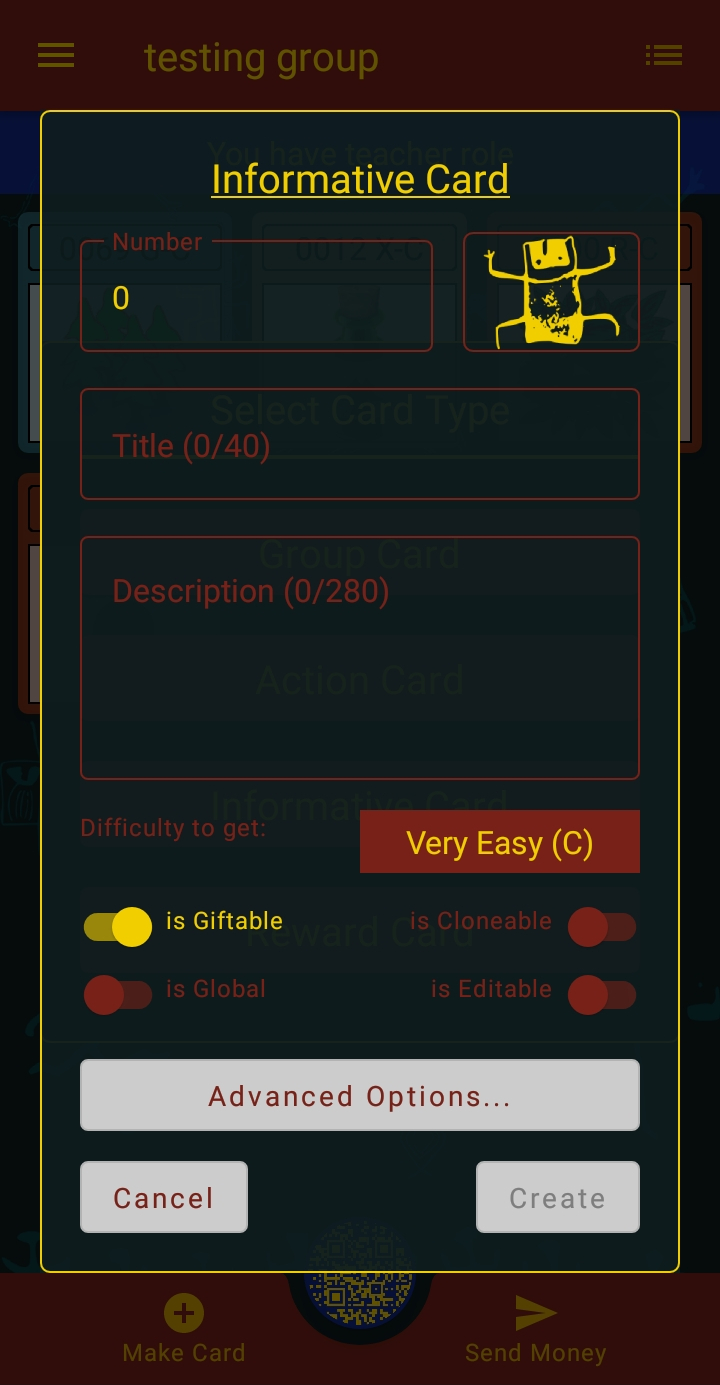 testing group
You have teacher role
Informative Card
Number
0012 X-C
0
Select Card Type
Title (0/40)
Group Card
Description (0/280)
Action Card
Informative Card
Difficulty to get:
Very Easy (C)
is Giftable
is Cloneable
Reward Card
is Global
is Editable
Advanced Options...
Cancel
Create
Make Card
Send Money